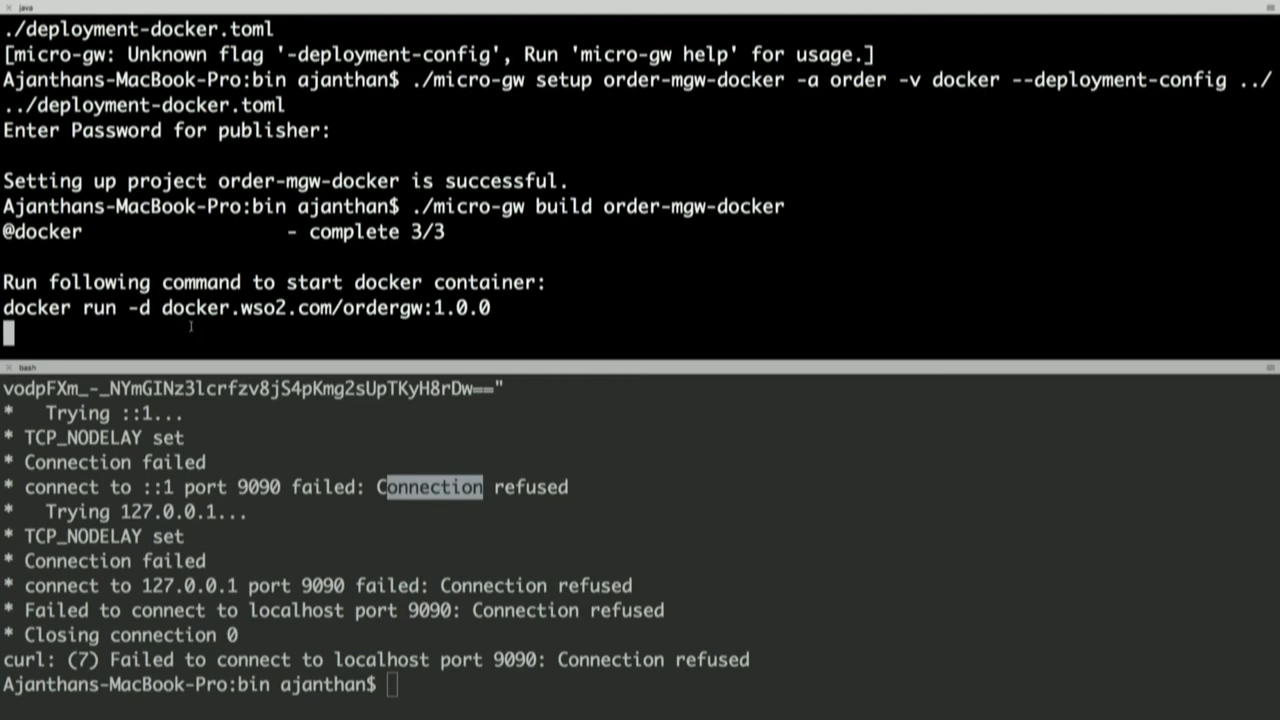 java
./deployment-docker.toml
[micro-gw: Unknown flag '-deployment-config', Run 'micro-gw help' for usage.]
Ajanthans-MacBook-Pro:bin ajanthan$ ./micro-gw setup order-mgw-docker -a order -v docker --deployment-config ../
../deployment-docker.toml
Enter Password for publisher:
Setting up project order-mgw-docker is successful.
Ajanthans-MacBook-Pro:bin ajanthan$ ./micro-gw build order-mgw-docker
@docker - complete 3/3
Run following command to start docker container:
docker run -d docker.wso2.com/ordergw:1.0.0
bash
vodpFXm_-_NYmGINz3lcrfzv8jS4pKmg2sUpTKyH8rDw=="
* Trying ::1...
* TCP_NODELAY set
* Connection failed
* connect to ::1 port 9090 failed: Connection refused
* Trying 127.0.0.1...
* TCP_NODELAY set
* Connection failed
* connect to 127.0.0.1 port 9090 failed: Connection refused
* Failed to connect to localhost port 9090: Connection refused
* Closing connection 0
curl: (7) Failed to connect to localhost port 9090: Connection refused
Ajanthans-MacBook-Pro:bin ajanthan$